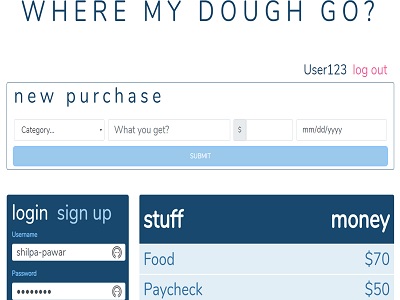 WHERE MY DOUGH GO?
User123 log out
new purchase
Category... What you get? $ mm/dd/yyyy
SUBMIT
login sign up
Username
shilpa-pawar
Password
••••••••
stuff money
Food $70
Paycheck $50